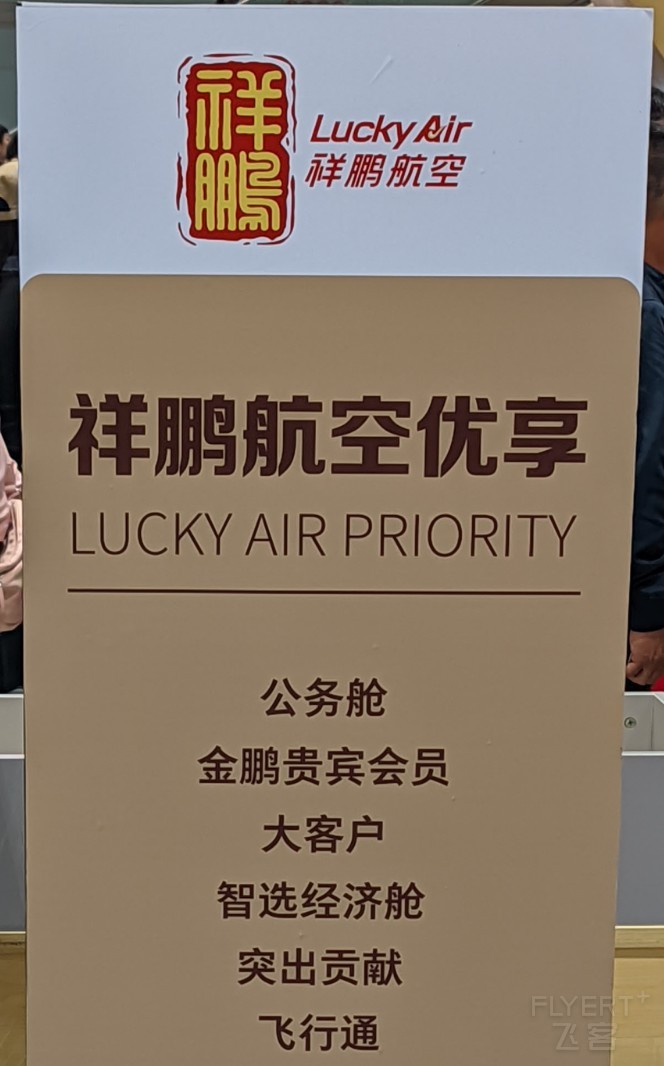 祥鹏
Lucky Air
祥鹏航空
祥鹏航空优享
LUCKY AIR PRIORITY
公务舱
金鹏贵宾会员
大客户
智选经济舱
突出贡献
飞行通
FLYERT+
飞客